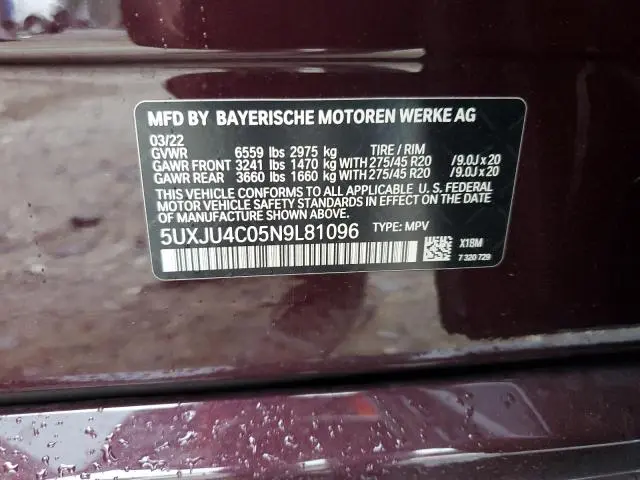 MFD BY BAYERISCHE MOTOREN WERKE AG
03/22
GVWR 6559 lbs 2975 kg TIRE / RIM
GAWR FRONT 3241 lbs 1470 kg WITH 275/45 R20 /9.0J x 20
GAWR REAR 3660 lbs 1660 kg WITH 275/45 R20 /9.0J x 20
THIS VEHICLE CONFORMS TO ALL APPLICABLE U. S. FEDERAL
MOTOR VEHICLE SAFETY STANDARDS IN EFFECT ON THE DATE
OF MANUFACTURE SHOWN ABOVE.
5UXJU4C05N9L81096 TYPE: MPV
X18M
7 320 729